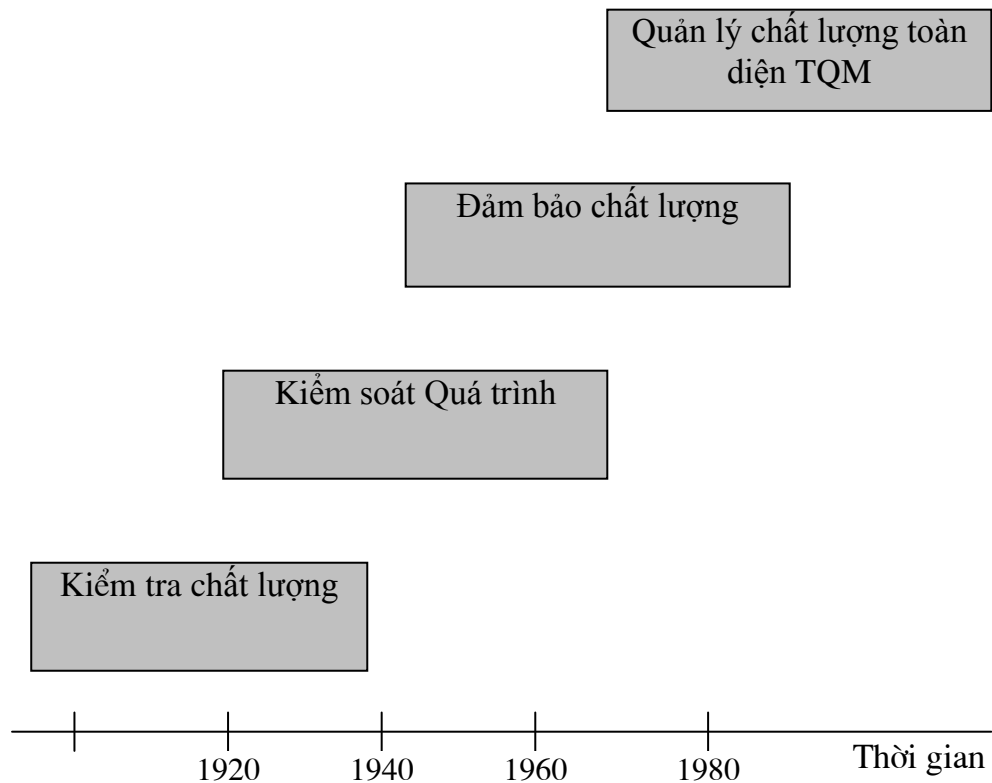 Quản lý chất lượng toàn
diện TQM
Đảm bảo chất lượng
Kiểm soát Quá trình
Kiểm tra chất lượng
1920
1940
1960
1980
Thời gian